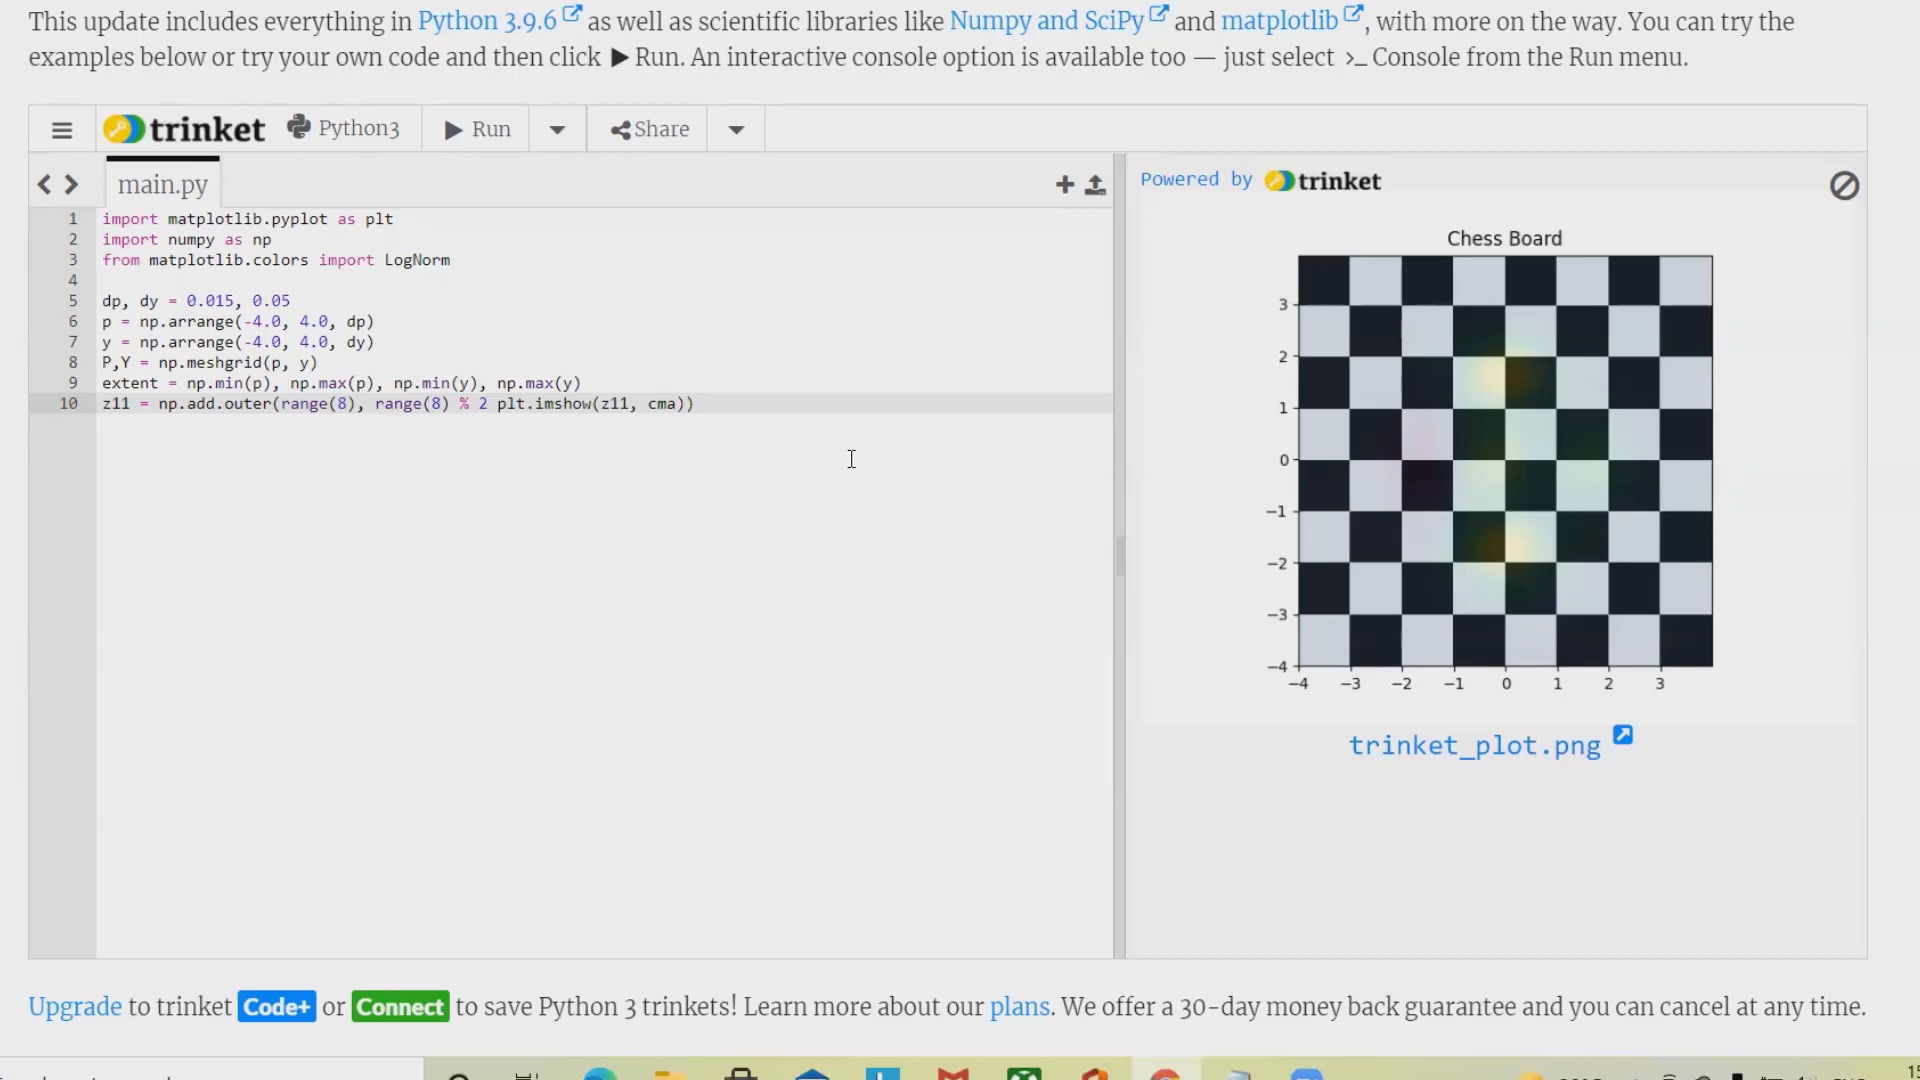 This update includes everything in Python 3.9.6 as well as scientific libraries like Numpy and SciPy and matplotlib , with more on the way. You can try the
examples below or try your own code and then click ▶ Run. An interactive console option is available too — just select >_ Console from the Run menu.
trinket Python3 Run Share
main.py
1 import matplotlib.pyplot as plt
2 import numpy as np
3 from matplotlib.colors import LogNorm
4
5 dp, dy = 0.015, 0.05
6 p = np.arrange(-4.0, 4.0, dp)
7 y = np.arrange(-4.0, 4.0, dy)
8 P,Y = np.meshgrid(p, y)
9 extent = np.min(p), np.max(p), np.min(y), np.max(y)
10 z11 = np.add.outer(range(8), range(8) % 2 plt.imshow(z11, cma))
Powered by trinket
Chess Board
3
2
1
0
−1
−2
−3
−4
−4 −3 −2 −1 0 1 2 3
trinket_plot.png
Upgrade to trinket Code+ or Connect to save Python 3 trinkets! Learn more about our plans. We offer a 30-day money back guarantee and you can cancel at any time.